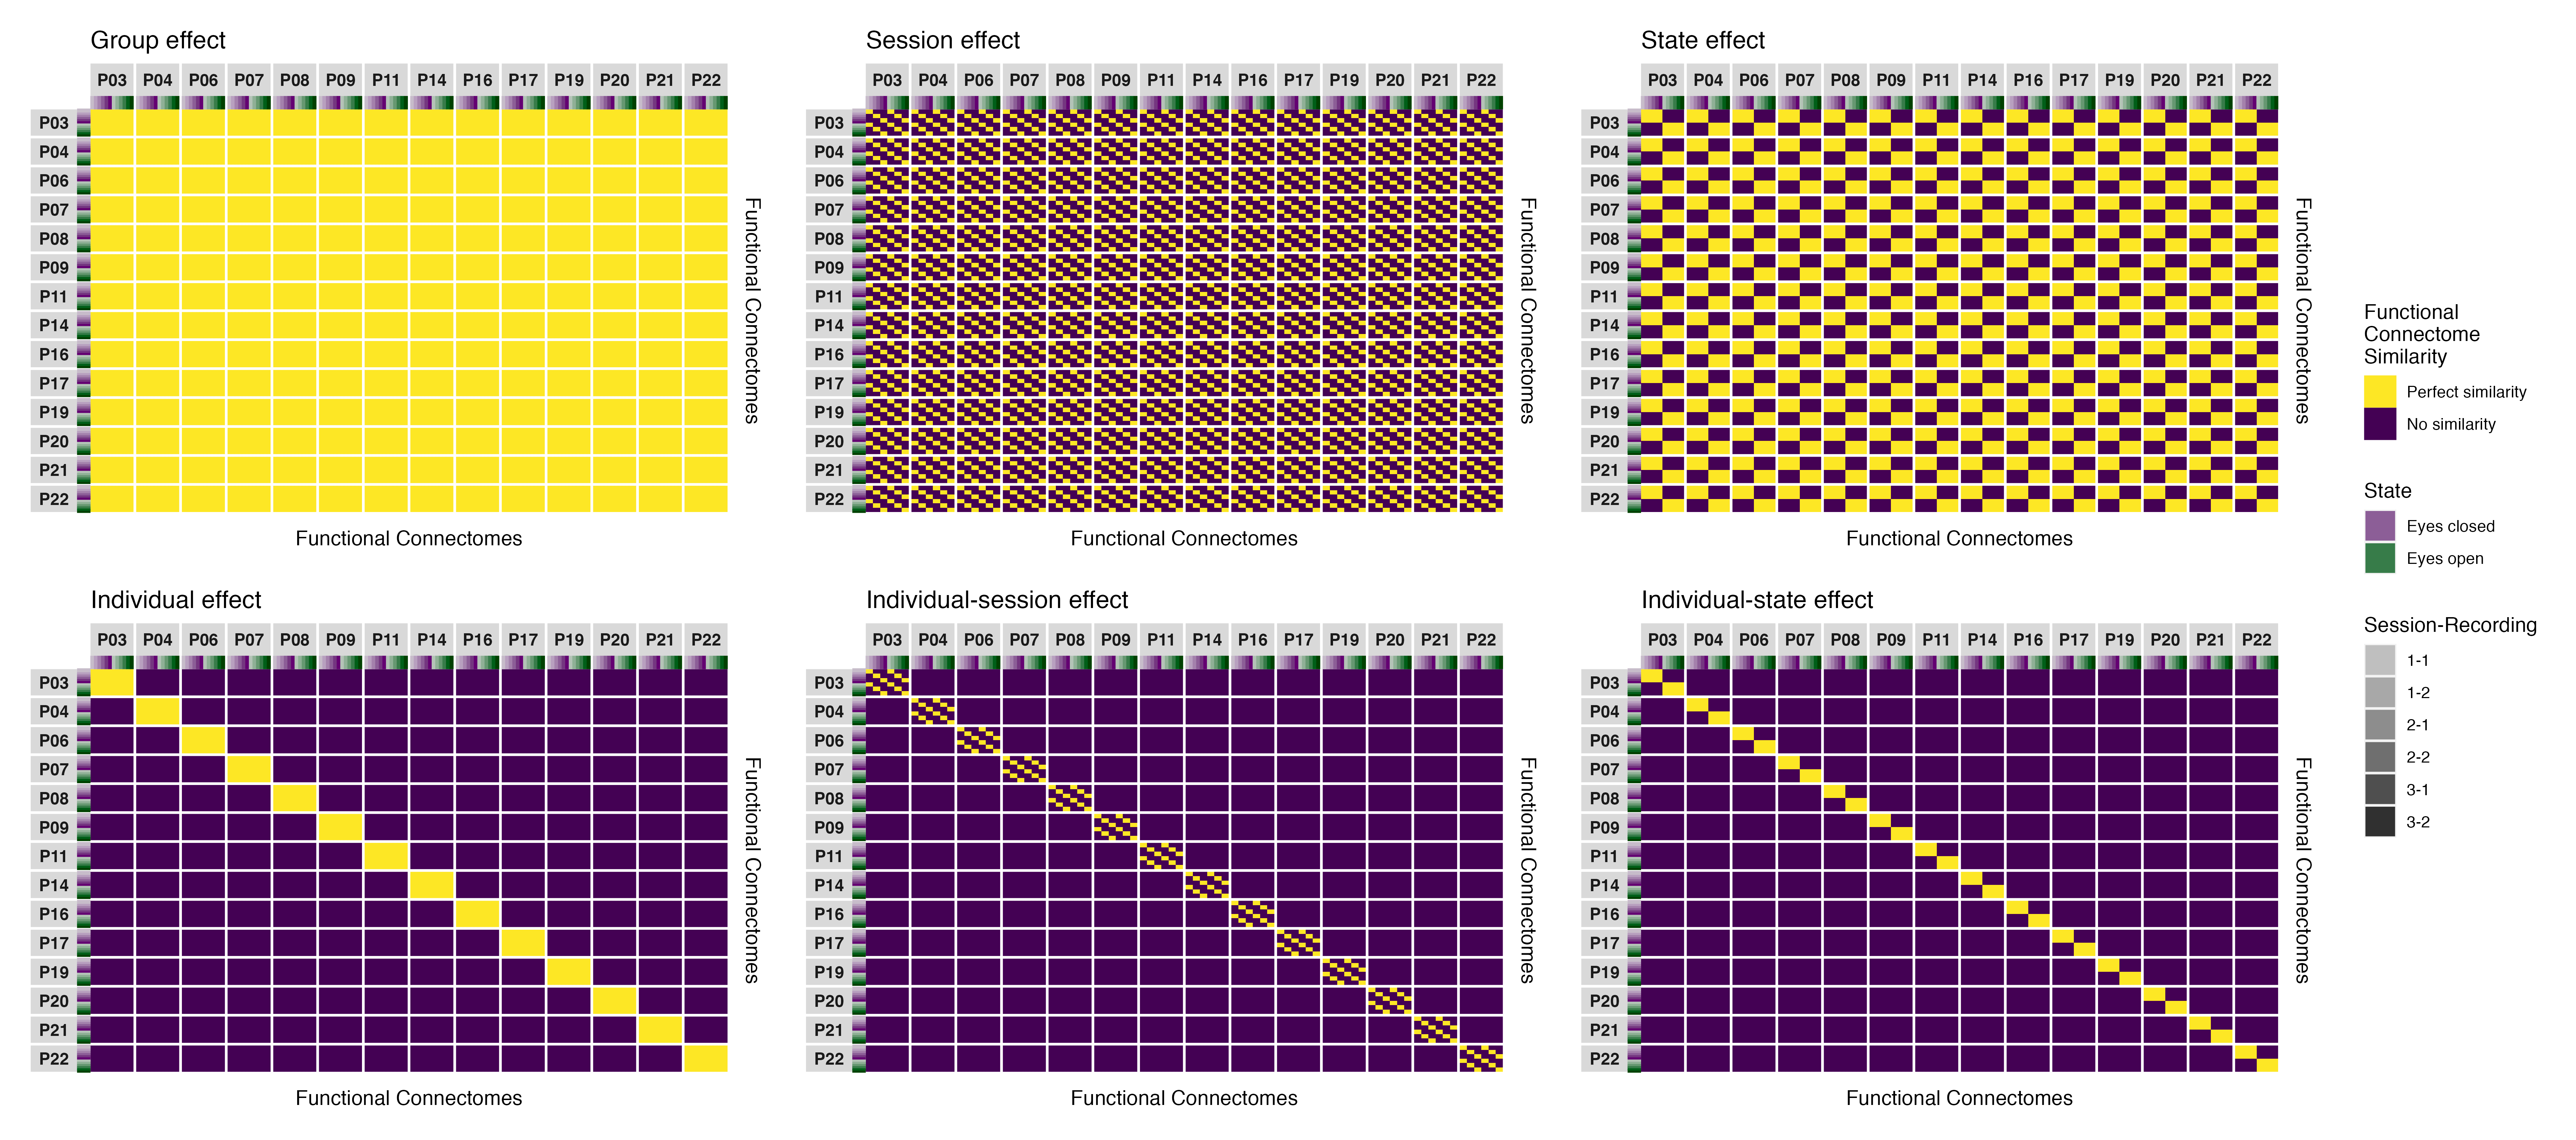 Group effect
P03 P04 P06 P07 P08 P09 P11 P14 P16 P17 P19 P20 P21 P22
P03
P04
P06
P07
P08
P09
P11
P14
P16
P17
P19
P20
P21
P22
Functional Connectomes
Functional Connectomes
Session effect
P03 P04 P06 P07 P08 P09 P11 P14 P16 P17 P19 P20 P21 P22
P03
P04
P06
P07
P08
P09
P11
P14
P16
P17
P19
P20
P21
P22
Functional Connectomes
Functional Connectomes
State effect
P03 P04 P06 P07 P08 P09 P11 P14 P16 P17 P19 P20 P21 P22
P03
P04
P06
P07
P08
P09
P11
P14
P16
P17
P19
P20
P21
P22
Functional Connectomes
Functional Connectomes
Individual effect
P03 P04 P06 P07 P08 P09 P11 P14 P16 P17 P19 P20 P21 P22
P03
P04
P06
P07
P08
P09
P11
P14
P16
P17
P19
P20
P21
P22
Functional Connectomes
Functional Connectomes
Individual-session effect
P03 P04 P06 P07 P08 P09 P11 P14 P16 P17 P19 P20 P21 P22
P03
P04
P06
P07
P08
P09
P11
P14
P16
P17
P19
P20
P21
P22
Functional Connectomes
Functional Connectomes
Individual-state effect
P03 P04 P06 P07 P08 P09 P11 P14 P16 P17 P19 P20 P21 P22
P03
P04
P06
P07
P08
P09
P11
P14
P16
P17
P19
P20
P21
P22
Functional Connectomes
Functional Connectomes
Functional
Connectome
Similarity
Perfect similarity
No similarity
State
Eyes closed
Eyes open
Session-Recording
1-1
1-2
2-1
2-2
3-1
3-2